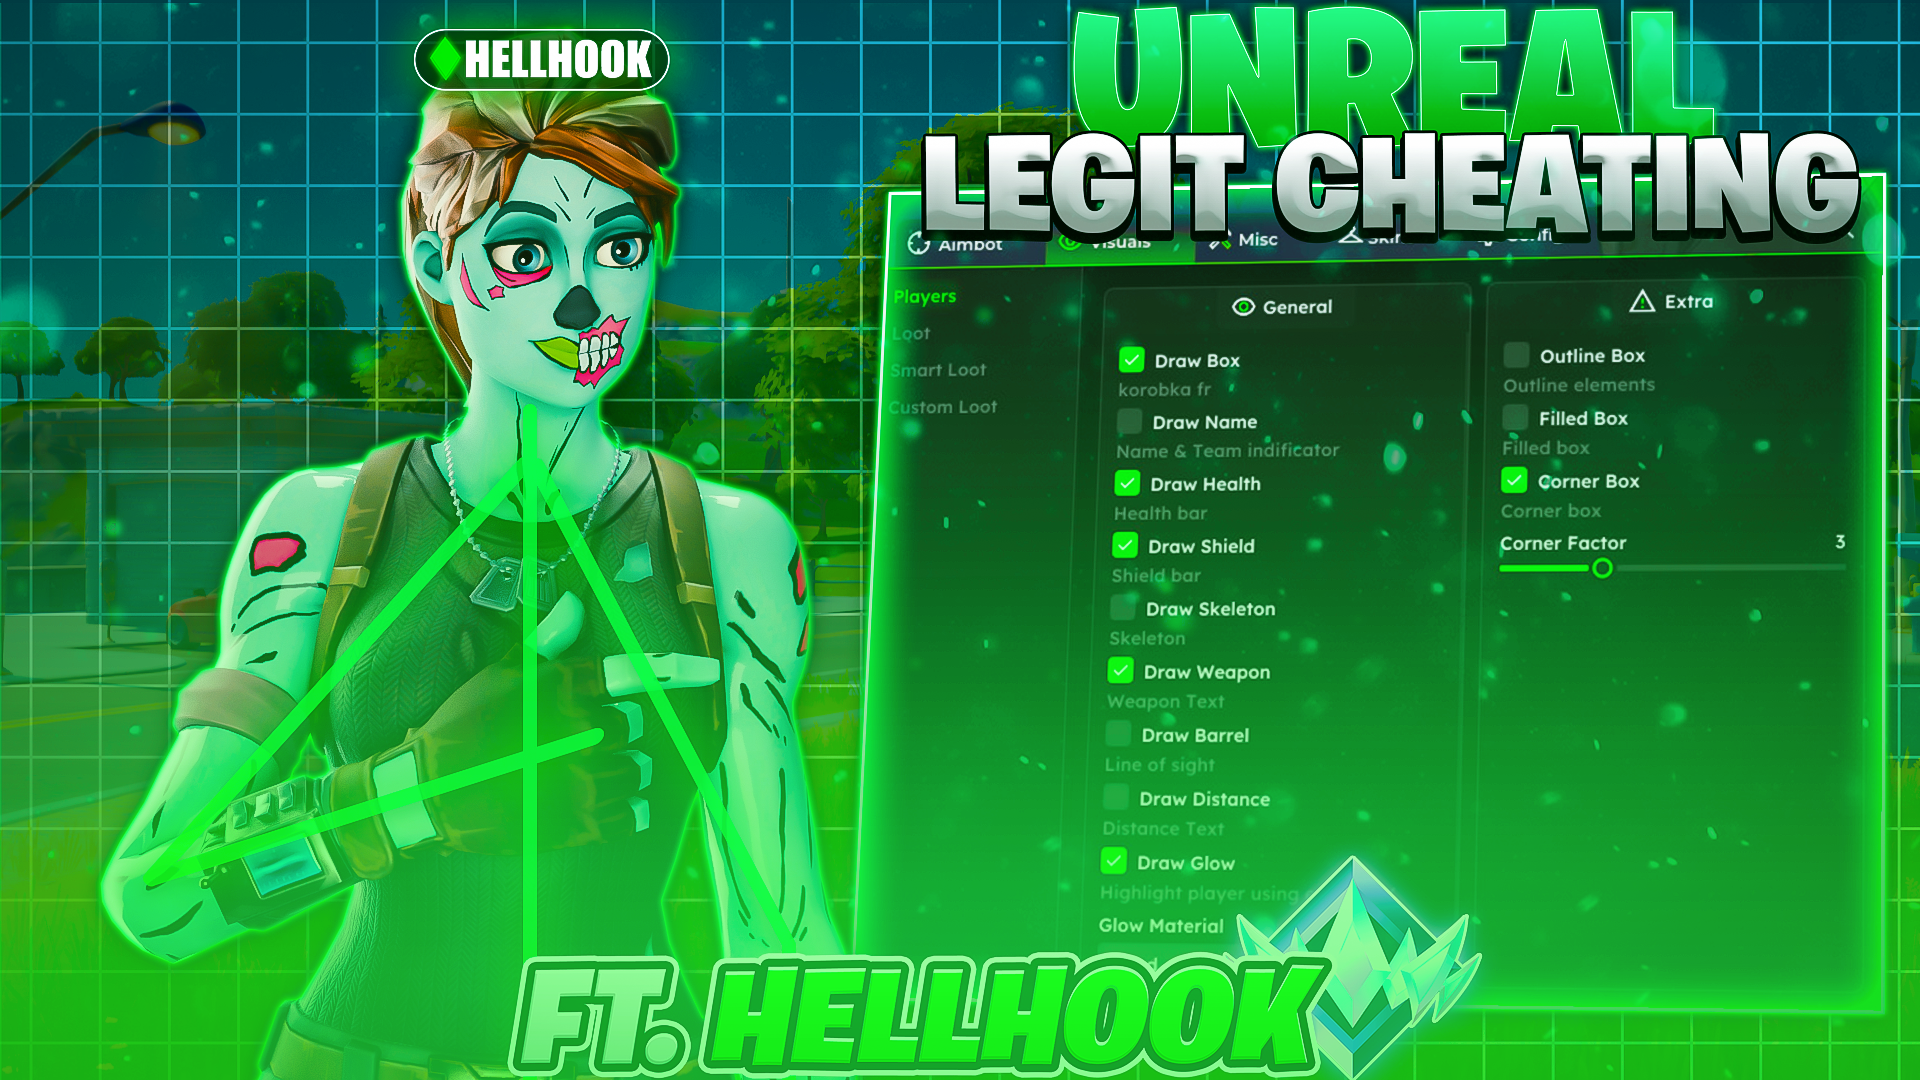 HELLHOOK
UNREAL
LEGIT CHEATING
Aimbot
Visuals
Misc
Players
Loot
Smart Loot
Custom Loot
General
Draw Box
korobka fr
Draw Name
Name & Team indificator
Draw Health
Health bar
Draw Shield
Shield bar
Draw Skeleton
Skeleton
Draw Weapon
Weapon Text
Draw Barrel
Line of sight
Draw Distance
Distance Text
Draw Glow
Highlight player using
Glow Material
Extra
Outline Box
Outline elements
Filled Box
Filled box
Corner Box
Corner box
Corner Factor 3
FT. HELLHOOK